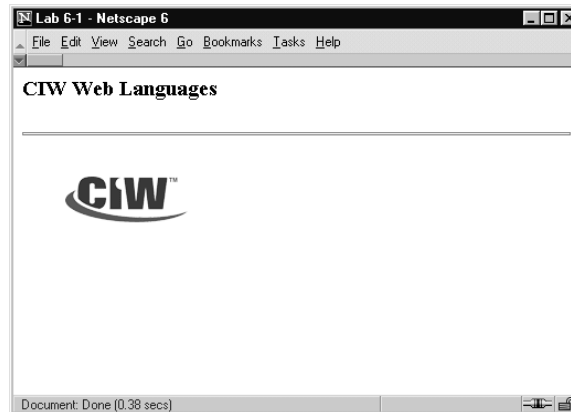 Lab 6-1 - Netscape 6
File Edit View Search Go Bookmarks Tasks Help
CIW Web Languages
CIW™
Document: Done (0.38 secs)